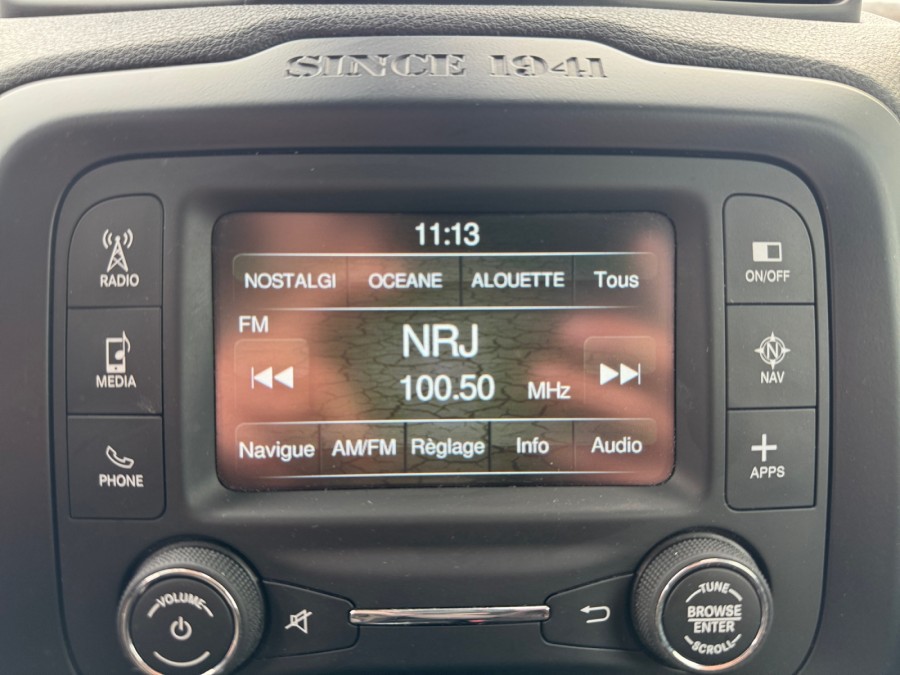 SINCE 1941
11:13
RADIO
ON/OFF
NOSTALGI OCEANE ALOUETTE Tous
FM
NRJ
100.50 MHz
MEDIA
N
NAV
Navigue AM/FM Règlage Info Audio
PHONE
APPS
VOLUME
TUNE
BROWSE
ENTER
SCROLL